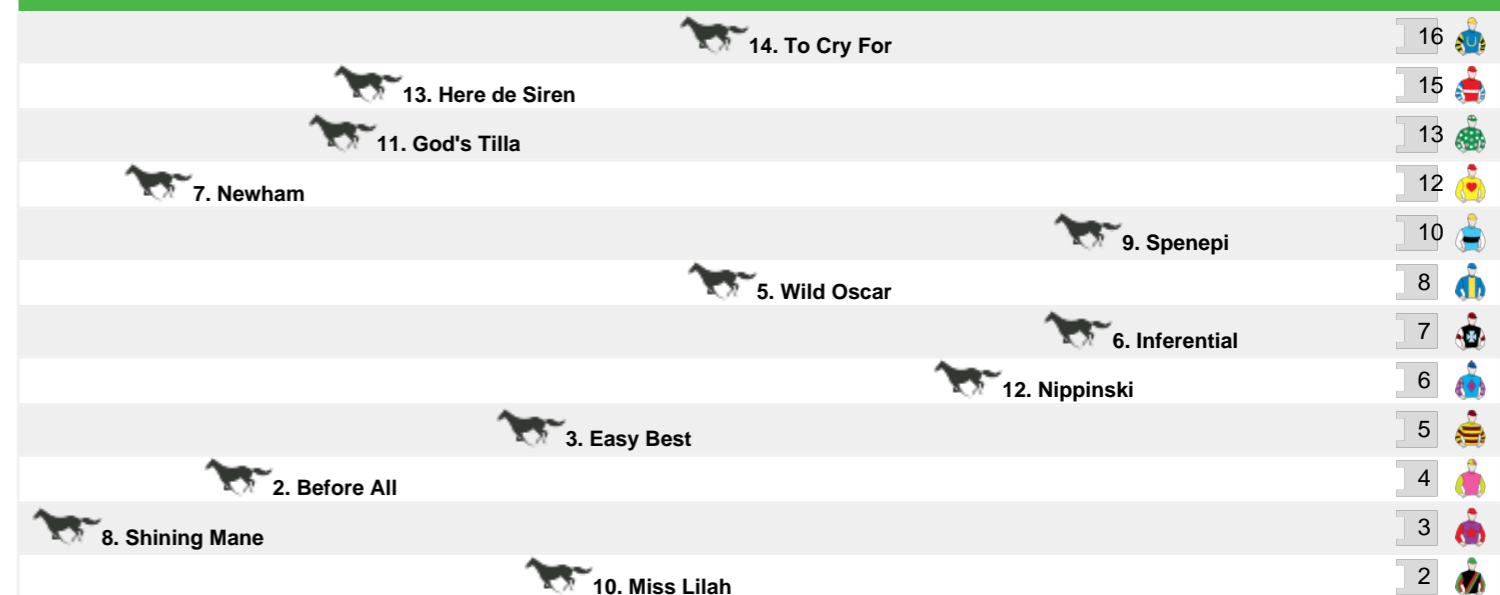 14. To Cry For 16
13. Here de Siren 15
11. God's Tilla 13
7. Newham 12
9. Spenepi 10
5. Wild Oscar 8
6. Inferential 7
12. Nippinski 6
3. Easy Best 5
2. Before All 4
8. Shining Mane 3
10. Miss Lilah 2